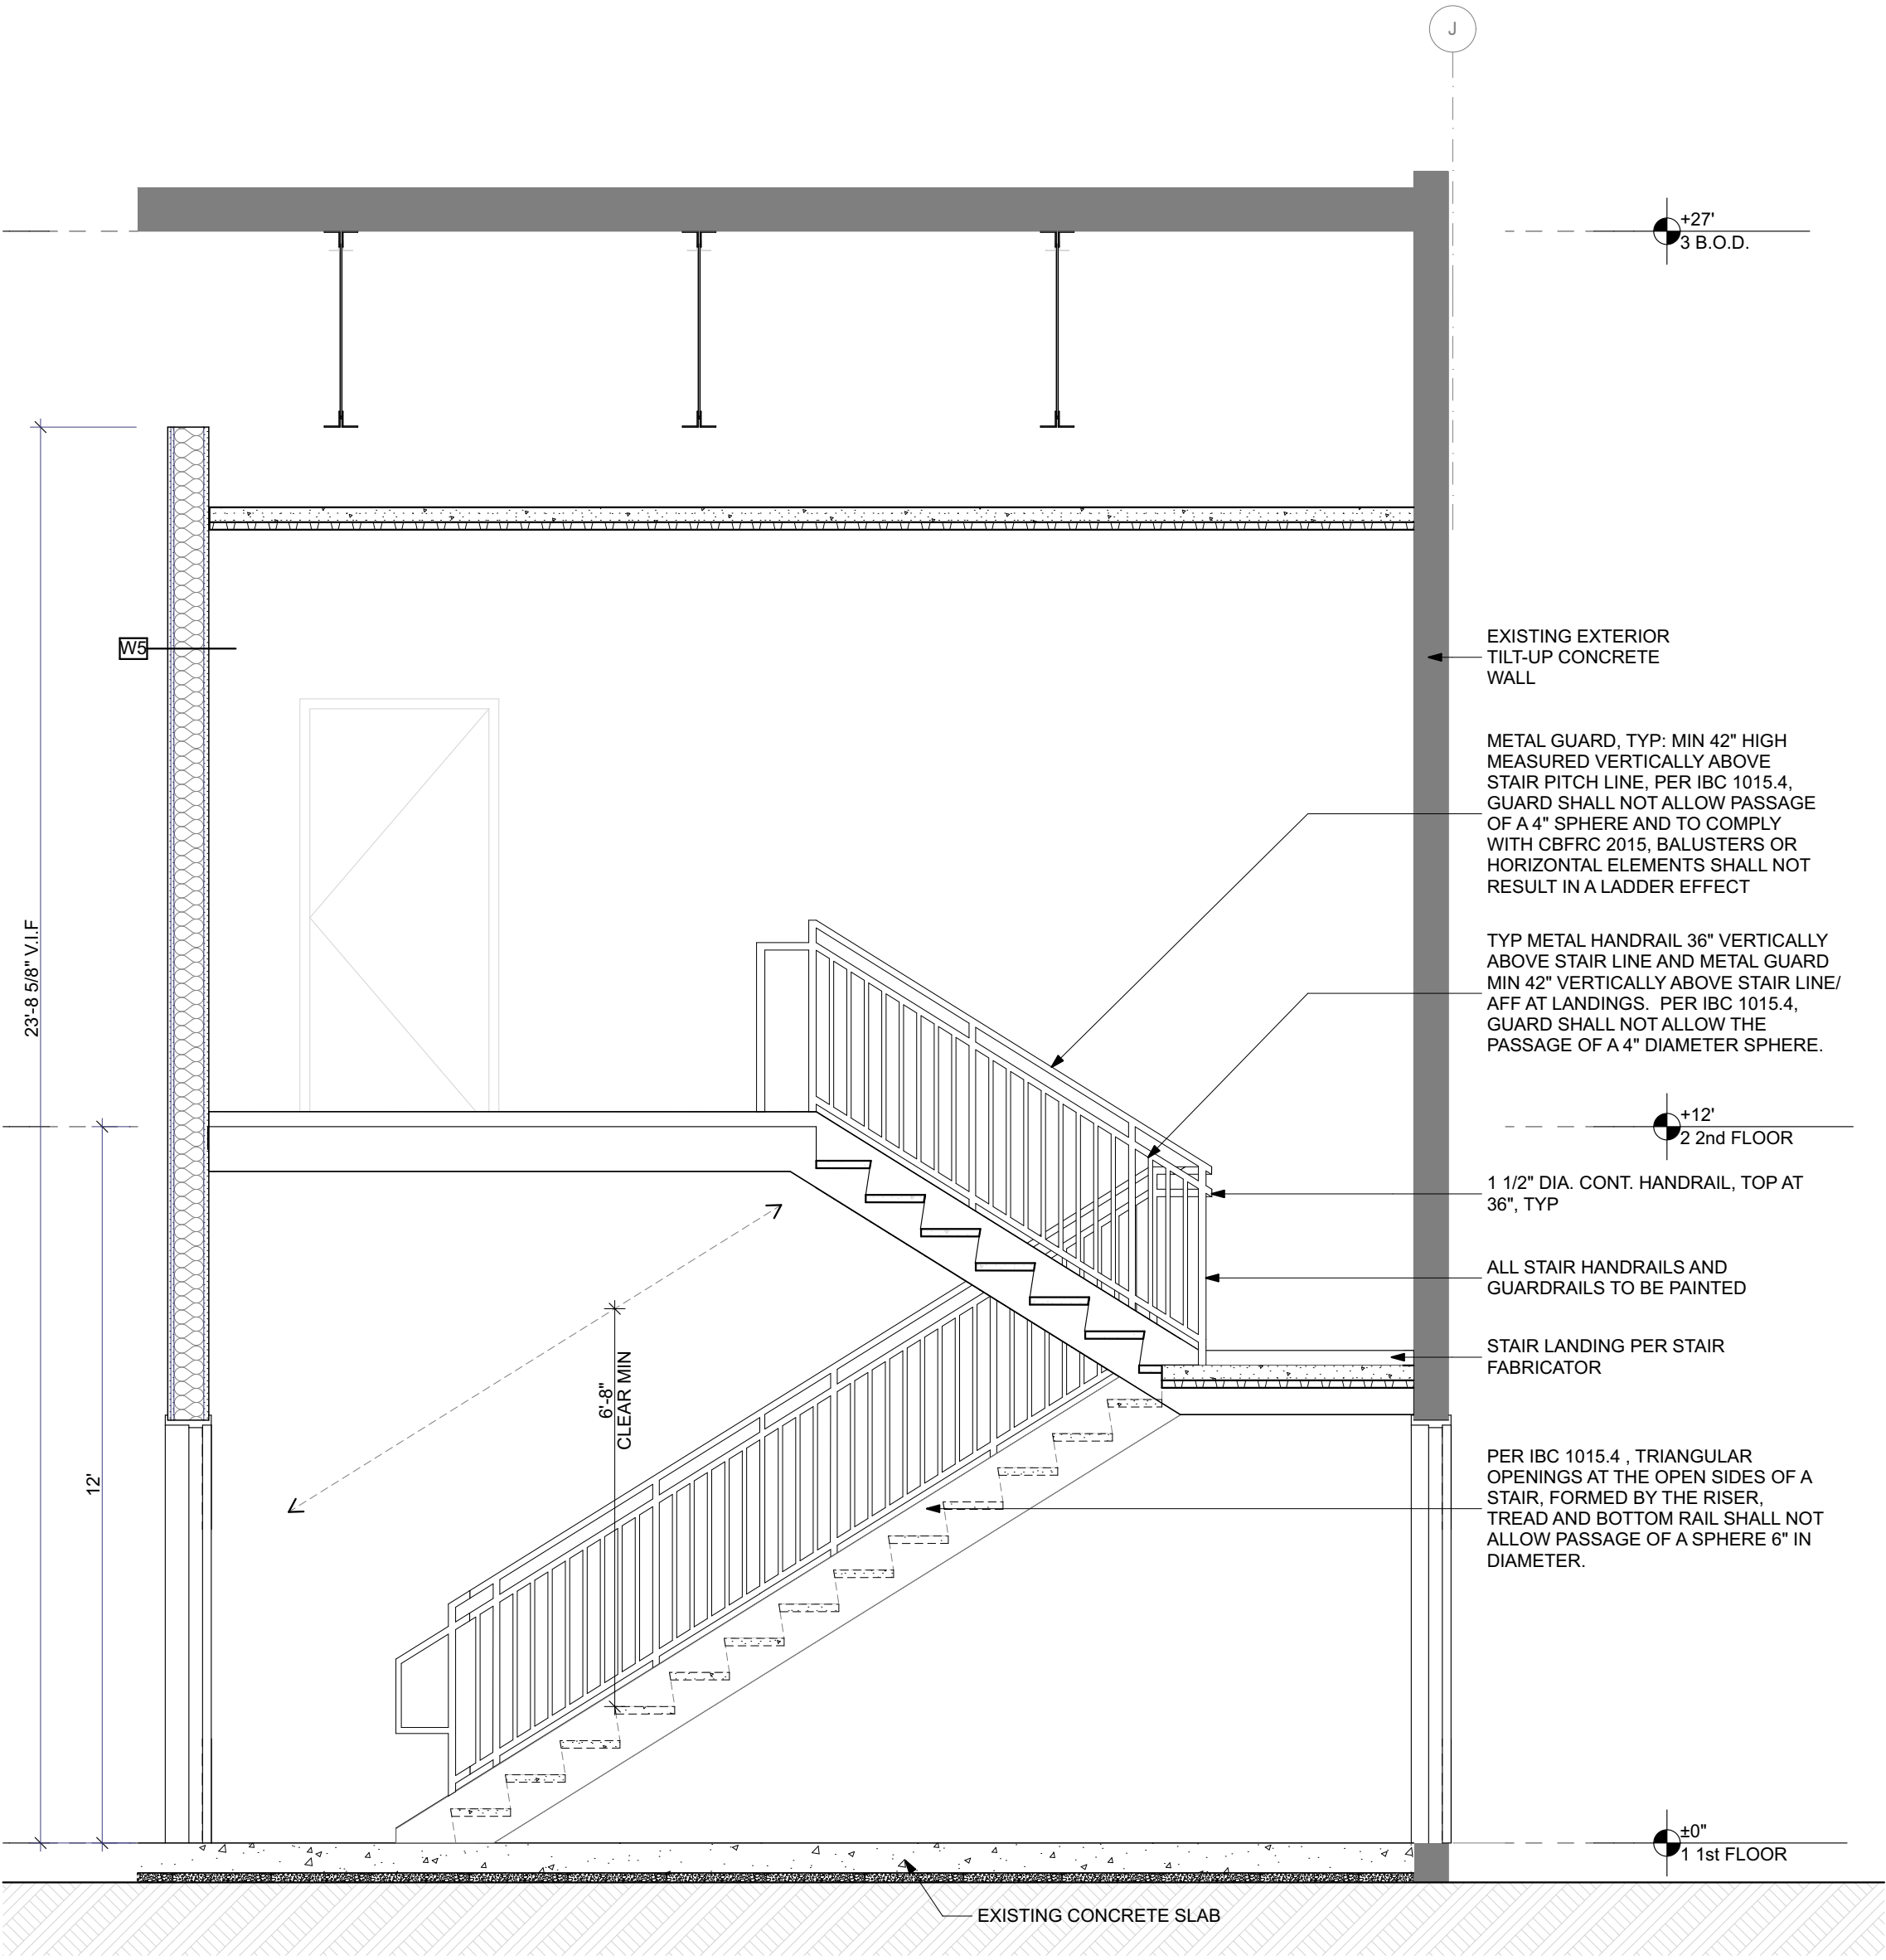 J
+27'
3 B.O.D.
W5
EXISTING EXTERIOR
TILT-UP CONCRETE
WALL
METAL GUARD, TYP: MIN 42" HIGH
MEASURED VERTICALLY ABOVE
STAIR PITCH LINE, PER IBC 1015.4,
GUARD SHALL NOT ALLOW PASSAGE
OF A 4" SPHERE AND TO COMPLY
WITH CBFRC 2015, BALUSTERS OR
HORIZONTAL ELEMENTS SHALL NOT
RESULT IN A LADDER EFFECT
23'-8 5/8" V.I.F
TYP METAL HANDRAIL 36" VERTICALLY
ABOVE STAIR LINE AND METAL GUARD
MIN 42" VERTICALLY ABOVE STAIR LINE/
AFF AT LANDINGS. PER IBC 1015.4,
GUARD SHALL NOT ALLOW THE
PASSAGE OF A 4" DIAMETER SPHERE.
+12'
2 2nd FLOOR
1 1/2" DIA. CONT. HANDRAIL, TOP AT
36", TYP
ALL STAIR HANDRAILS AND
GUARDRAILS TO BE PAINTED
STAIR LANDING PER STAIR
FABRICATOR
6'-8"
CLEAR MIN
12'
PER IBC 1015.4 , TRIANGULAR
OPENINGS AT THE OPEN SIDES OF A
STAIR, FORMED BY THE RISER,
TREAD AND BOTTOM RAIL SHALL NOT
ALLOW PASSAGE OF A SPHERE 6" IN
DIAMETER.
±0"
1 1st FLOOR
EXISTING CONCRETE SLAB